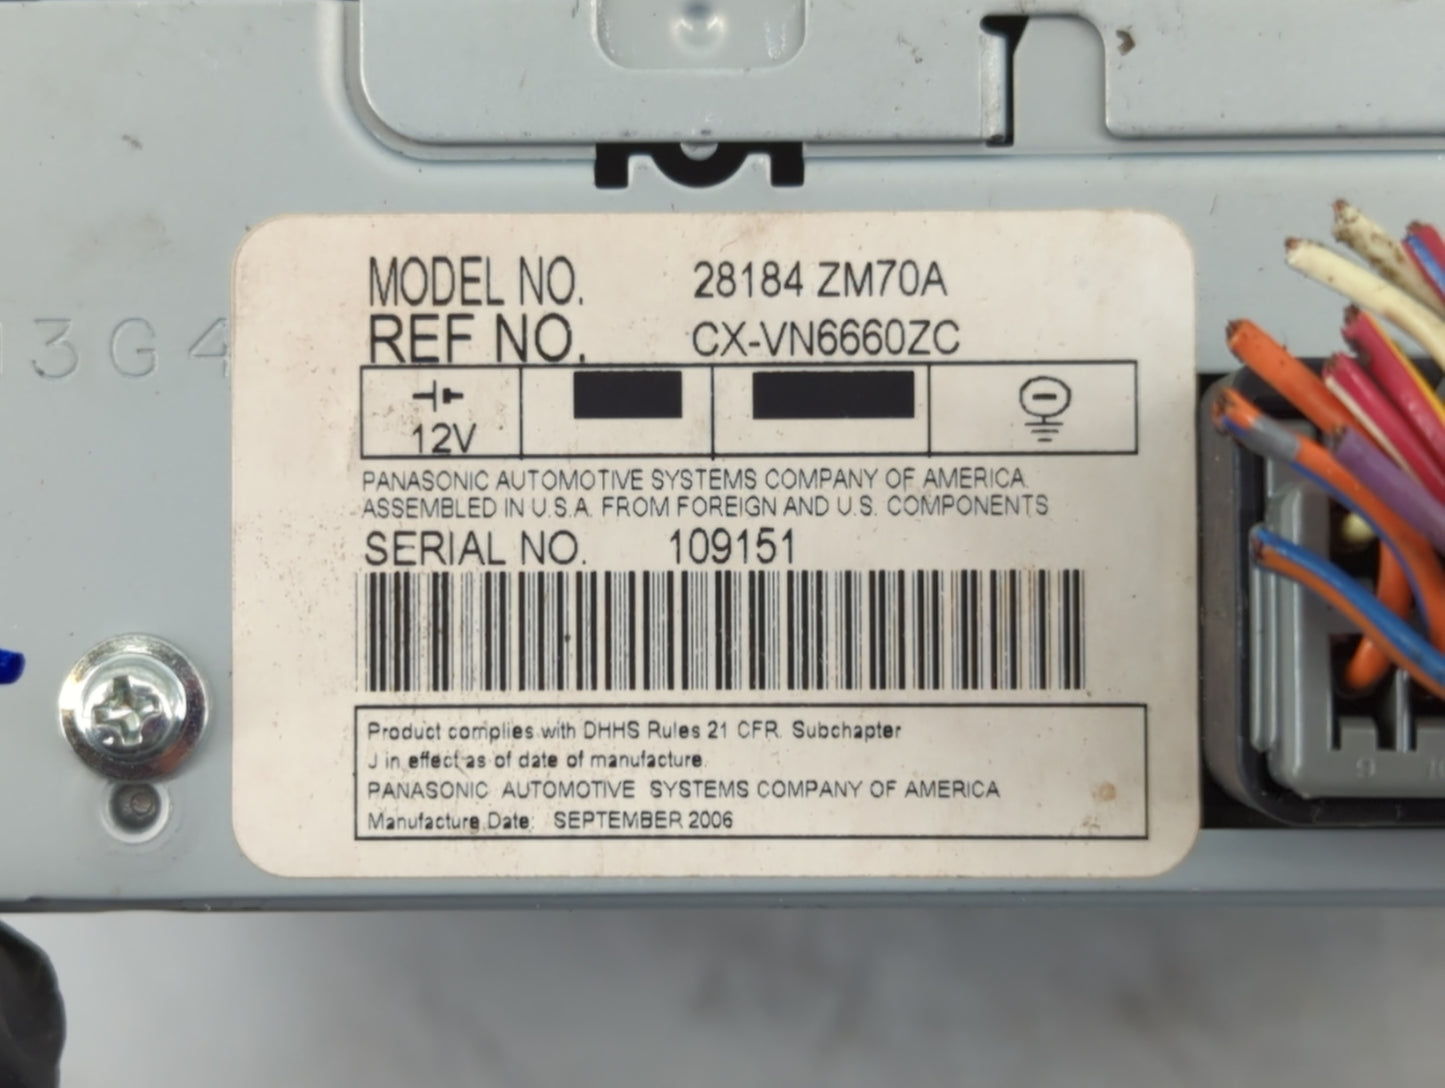 MODEL NO. 28184 ZM70A
REF NO. CX-VN6660ZC
12V
PANASONIC AUTOMOTIVE SYSTEMS COMPANY OF AMERICA
ASSEMBLED IN U.S.A. FROM FOREIGN AND U.S. COMPONENTS
SERIAL NO. 109151
Product complies with DHHS Rules 21 CFR. Subchapter
J in effect as of date of manufacture.
PANASONIC AUTOMOTIVE SYSTEMS COMPANY OF AMERICA
Manufacture Date: SEPTEMBER 2006
3G4
9